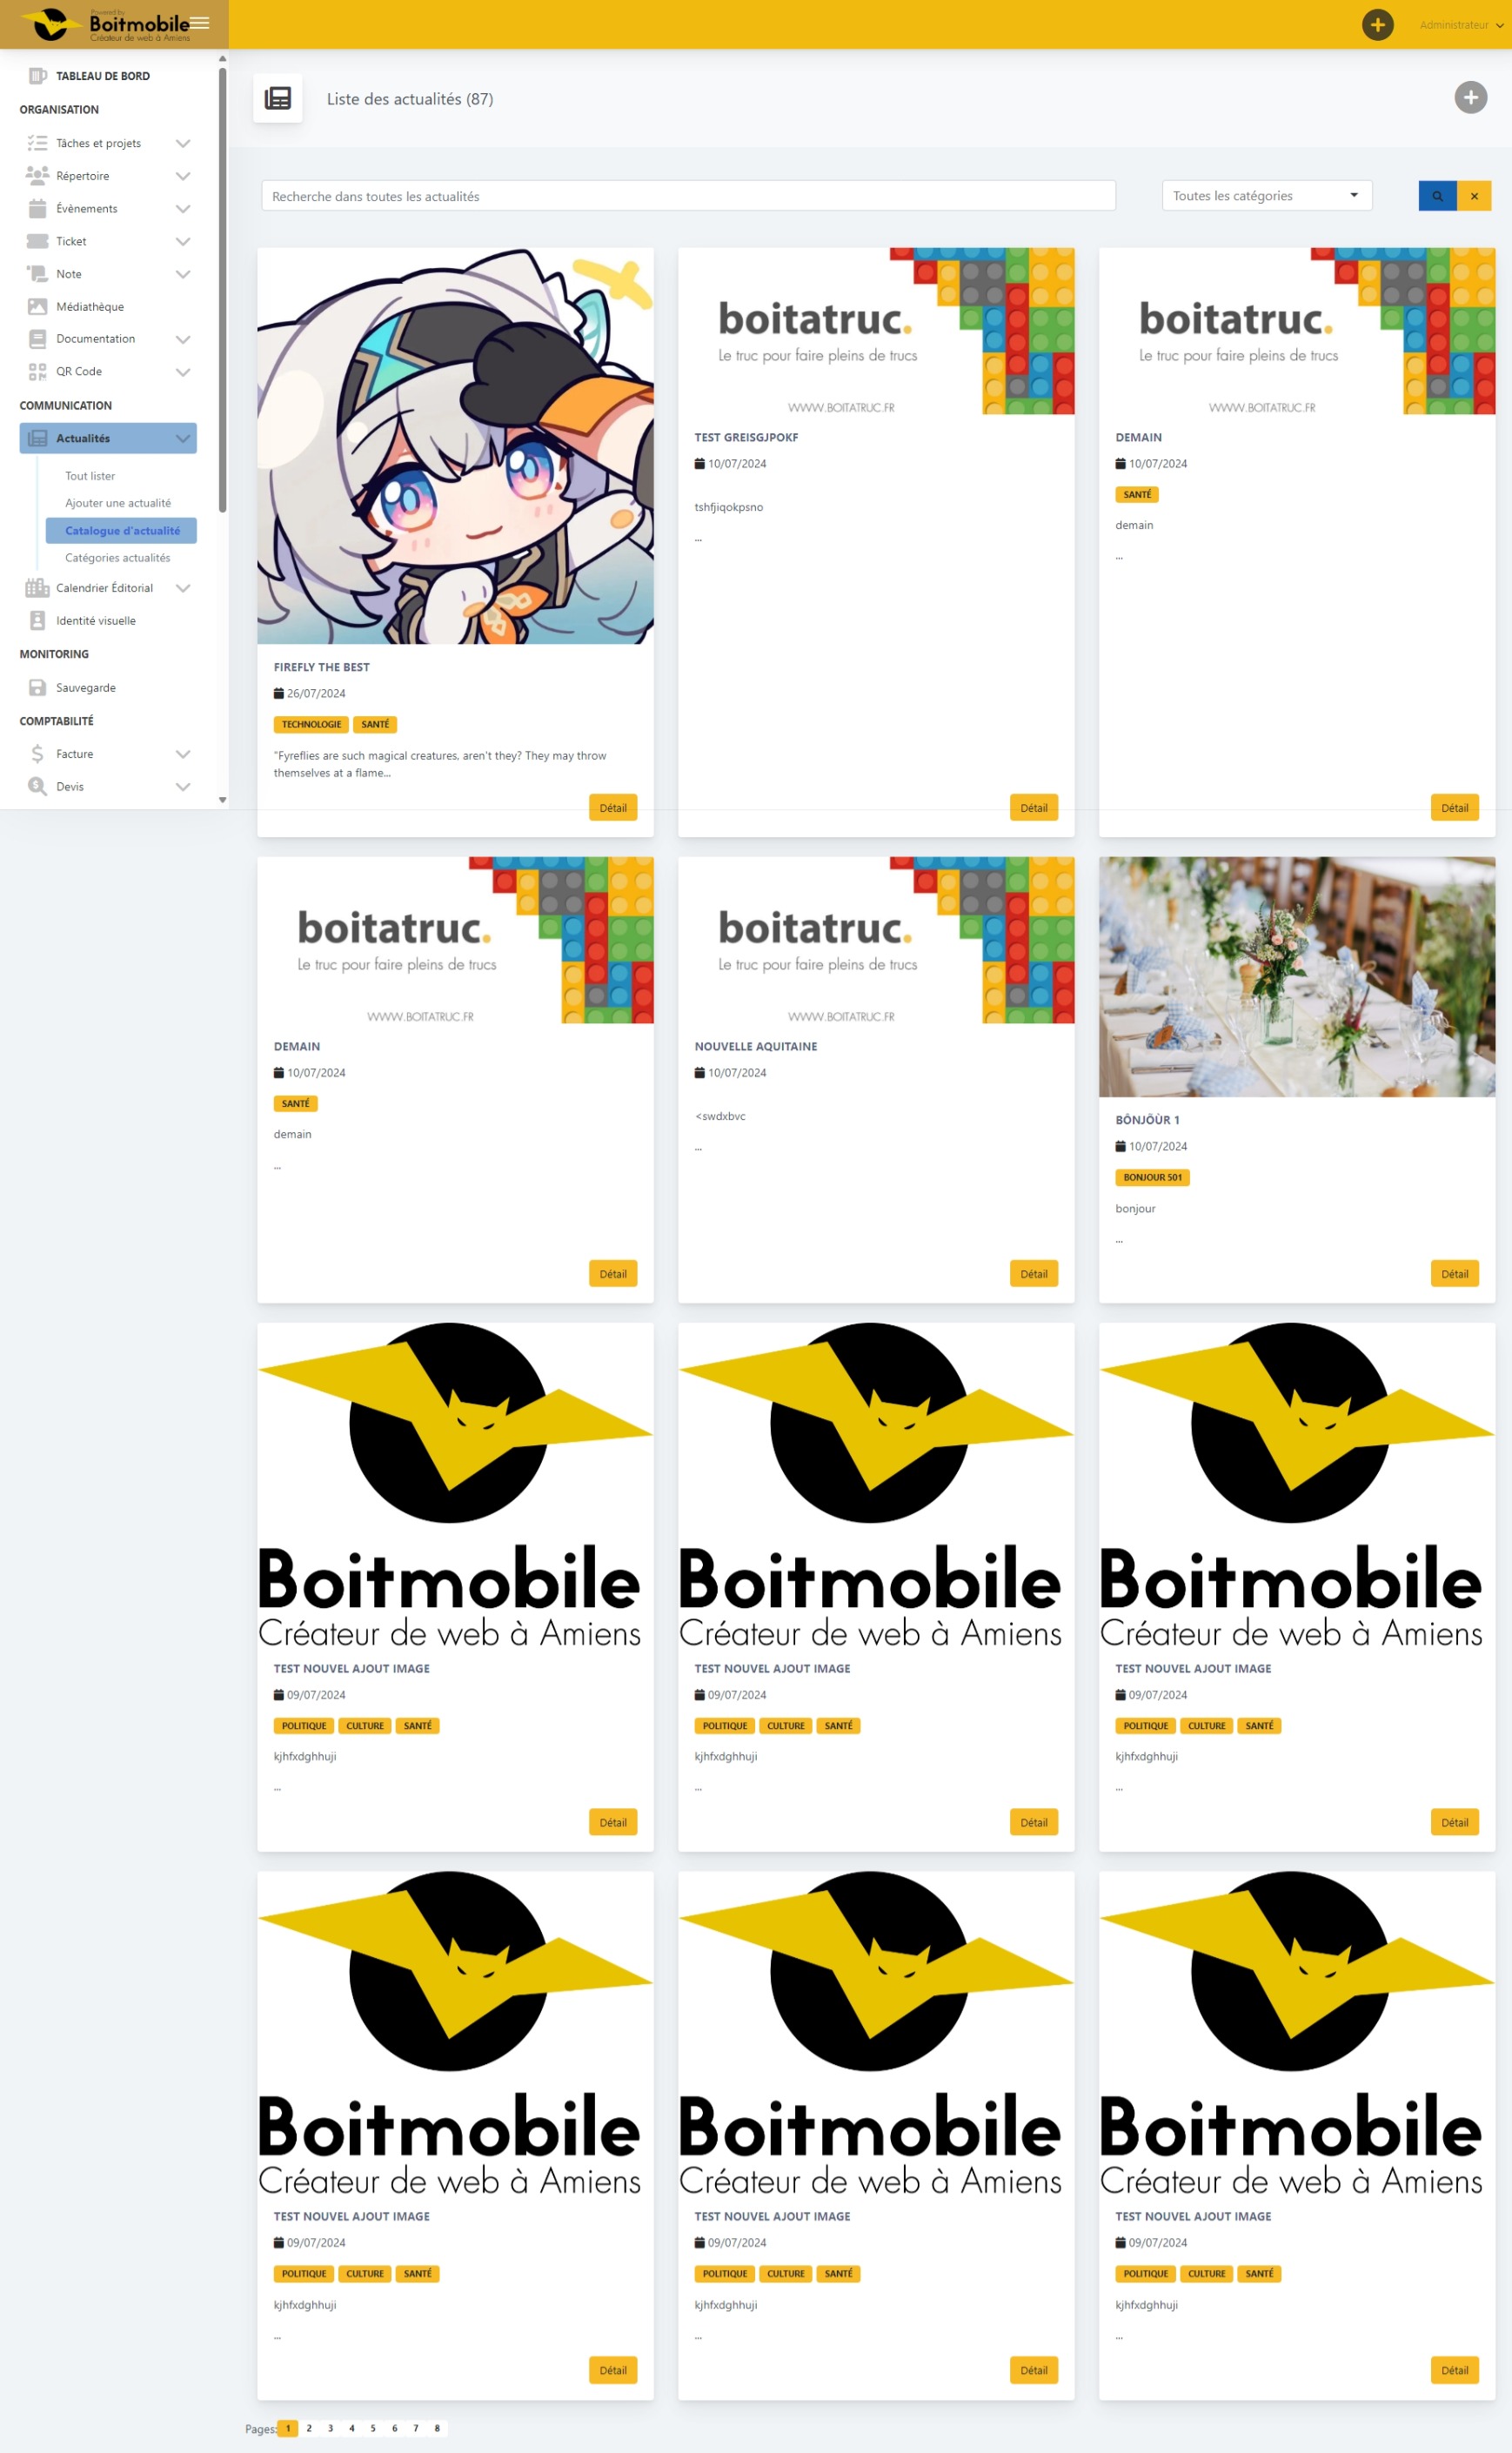 Powered by
Boitmobile
Créateur de web à Amiens
Administrateur
TABLEAU DE BORD
ORGANISATION
Tâches et projets
Répertoire
Évènements
Ticket
Note
Médiathèque
Documentation
QR Code
COMMUNICATION
Actualités
Tout lister
Ajouter une actualité
Catalogue d'actualité
Catégories actualités
Calendrier Éditorial
Identité visuelle
MONITORING
Sauvegarde
COMPTABILITÉ
Facture
Devis
Liste des actualités (87)
Recherche dans toutes les actualités
Toutes les catégories
FIREFLY THE BEST
26/07/2024
TECHNOLOGIE SANTÉ
"Fyreflies are such magical creatures, aren't they? They may throw
themselves at a flame...
Détail
boitatruc.
Le truc pour faire pleins de trucs
WWW.BOITATRUC.FR
TEST GREISGJPOKF
10/07/2024
tshfjiqokpsno
...
Détail
boitatruc.
Le truc pour faire pleins de trucs
WWW.BOITATRUC.FR
DEMAIN
10/07/2024
SANTÉ
demain
...
Détail
boitatruc.
Le truc pour faire pleins de trucs
WWW.BOITATRUC.FR
DEMAIN
10/07/2024
SANTÉ
demain
...
Détail
boitatruc.
Le truc pour faire pleins de trucs
WWW.BOITATRUC.FR
NOUVELLE AQUITAINE
10/07/2024
<swdxbvc
...
Détail
BÔNJÕÙR 1
10/07/2024
BONJOUR 501
bonjour
...
Détail
Boitmobile
Créateur de web à Amiens
TEST NOUVEL AJOUT IMAGE
09/07/2024
POLITIQUE CULTURE SANTÉ
kjhfxdghhuji
...
Détail
Boitmobile
Créateur de web à Amiens
TEST NOUVEL AJOUT IMAGE
09/07/2024
POLITIQUE CULTURE SANTÉ
kjhfxdghhuji
...
Détail
Boitmobile
Créateur de web à Amiens
TEST NOUVEL AJOUT IMAGE
09/07/2024
POLITIQUE CULTURE SANTÉ
kjhfxdghhuji
...
Détail
Boitmobile
Créateur de web à Amiens
TEST NOUVEL AJOUT IMAGE
09/07/2024
POLITIQUE CULTURE SANTÉ
kjhfxdghhuji
...
Détail
Boitmobile
Créateur de web à Amiens
TEST NOUVEL AJOUT IMAGE
09/07/2024
POLITIQUE CULTURE SANTÉ
kjhfxdghhuji
...
Détail
Boitmobile
Créateur de web à Amiens
TEST NOUVEL AJOUT IMAGE
09/07/2024
POLITIQUE CULTURE SANTÉ
kjhfxdghhuji
...
Détail
Pages: 1 2 3 4 5 6 7 8